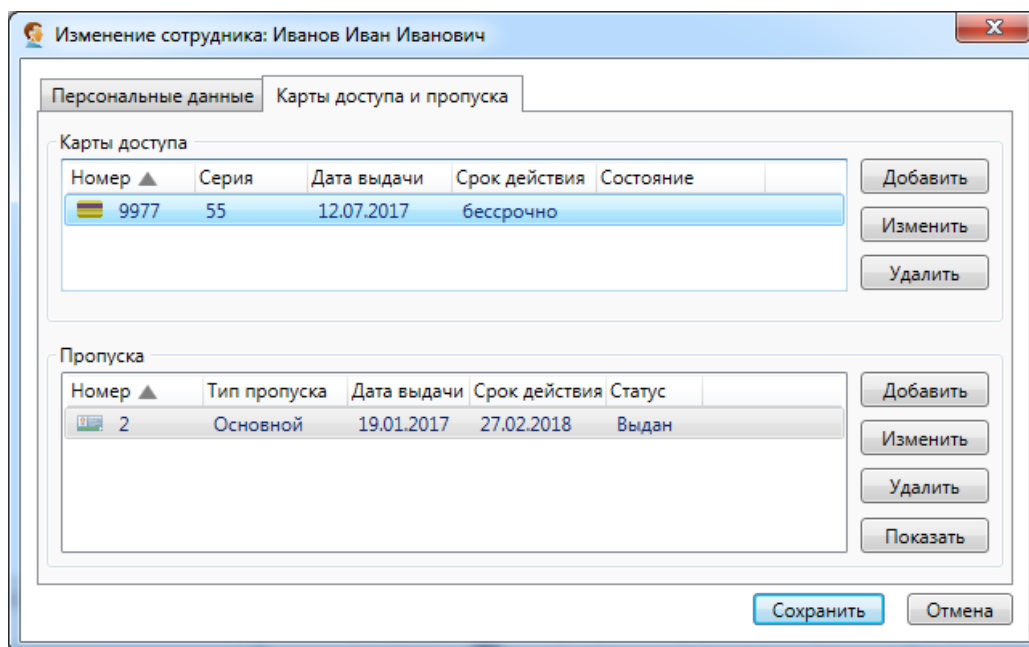 Изменение сотрудника: Иванов Иван Иванович
Персональные данные Карты доступа и пропуска
Карты доступа
Номер Серия Дата выдачи Срок действия Состояние
9977 55 12.07.2017 бессрочно
Добавить
Изменить
Удалить
Пропуска
Номер Тип пропуска Дата выдачи Срок действия Статус
2 Основной 19.01.2017 27.02.2018 Выдан
Добавить
Изменить
Удалить
Показать
Сохранить Отмена